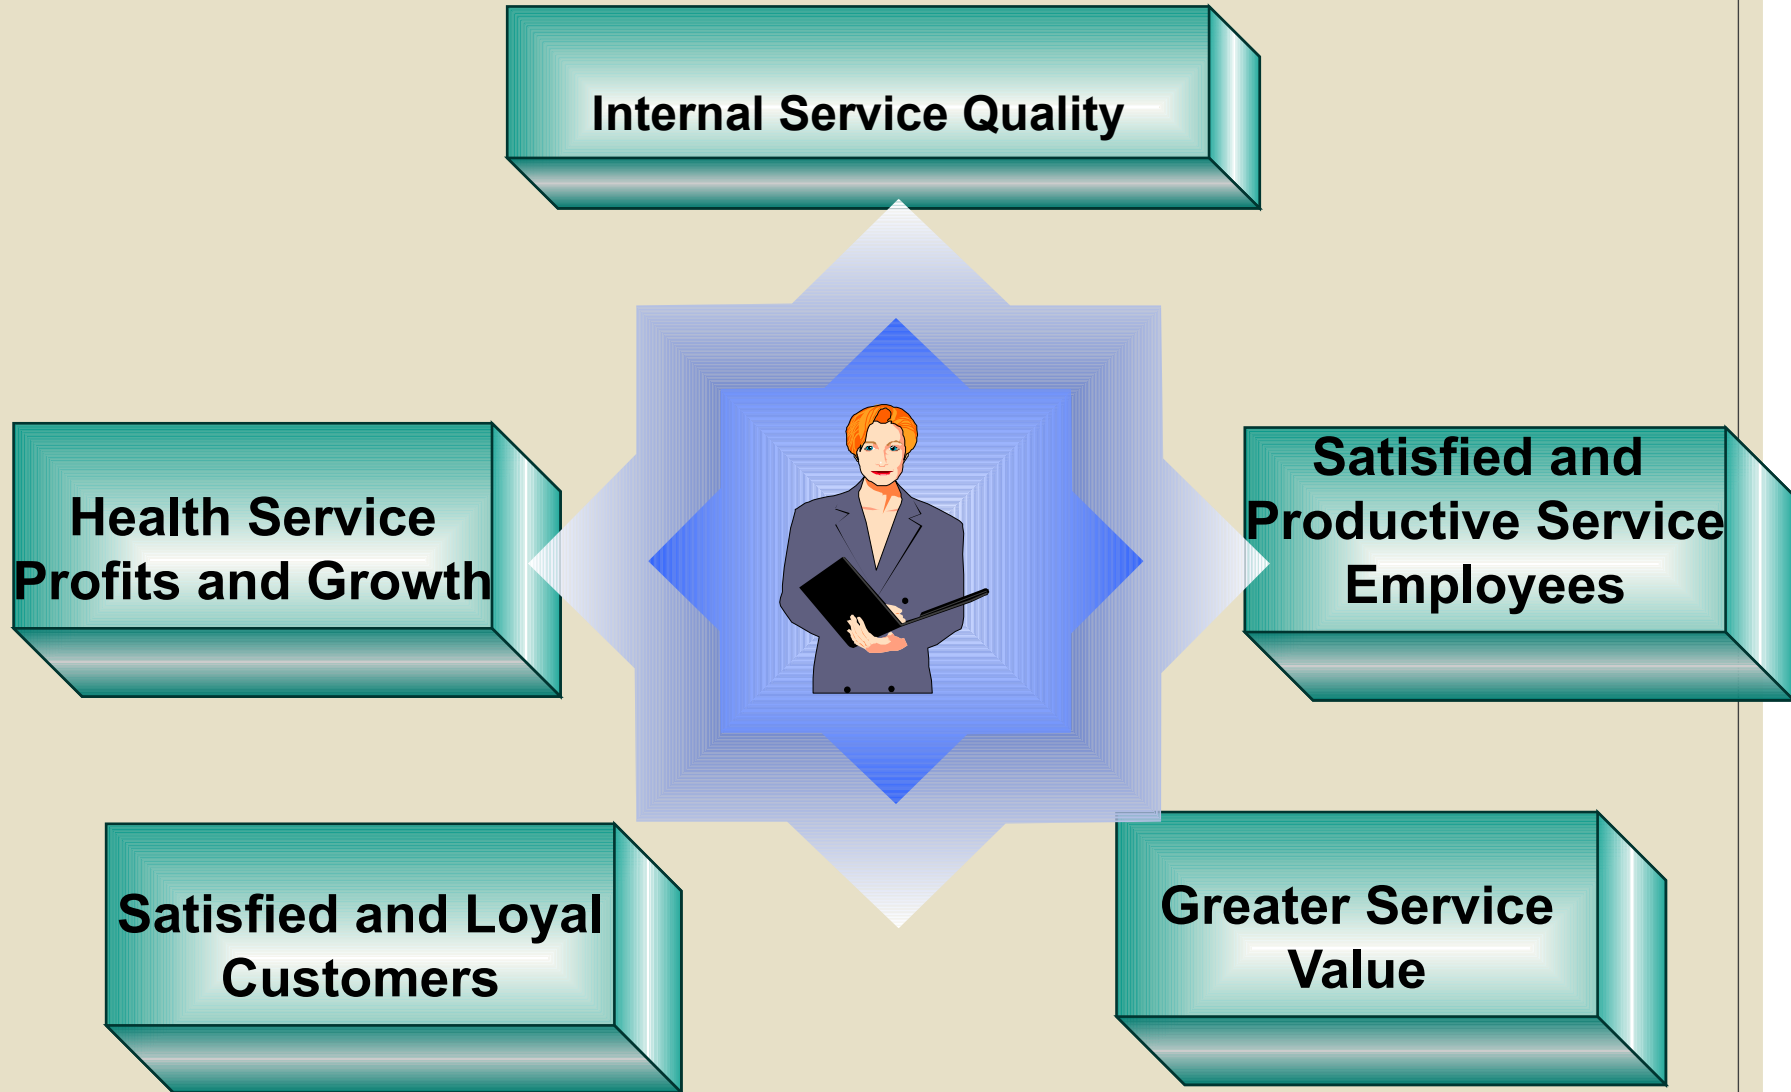 Internal Service Quality
Health Service
Profits and Growth
Satisfied and
Productive Service
Employees
Satisfied and Loyal
Customers
Greater Service
Value